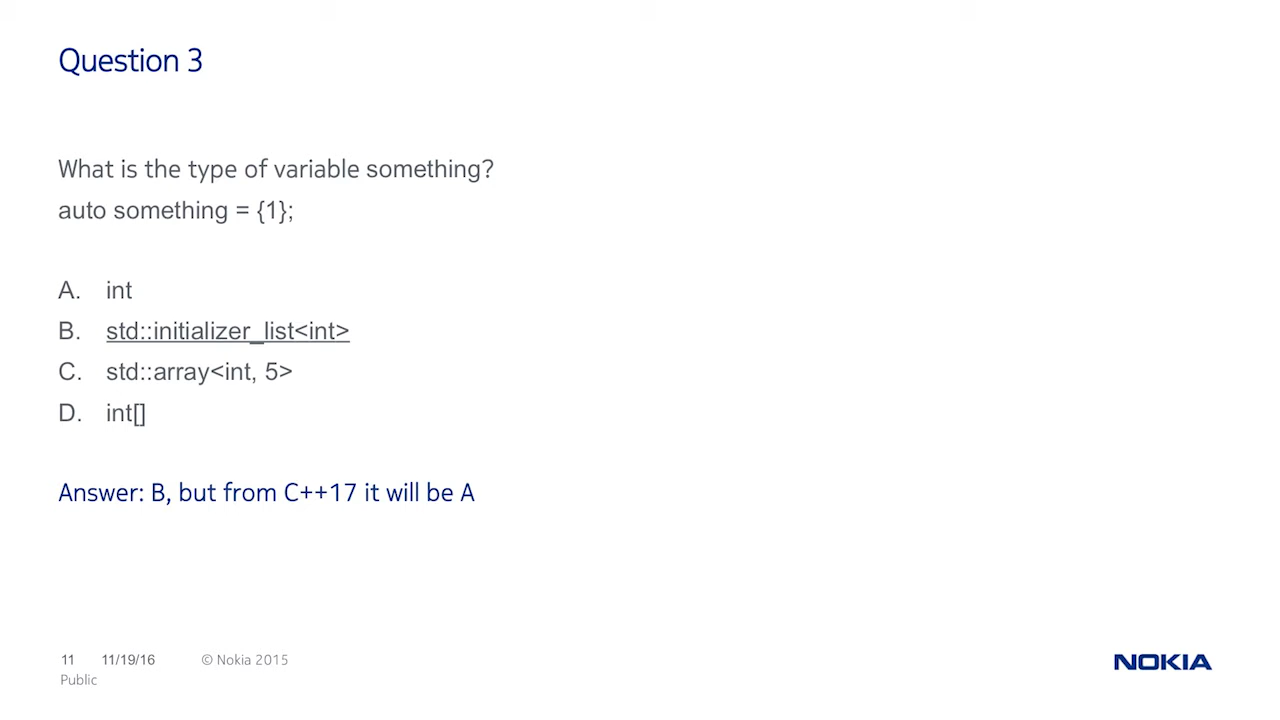 Question 3
What is the type of variable something?
auto something = {1};
A. int
B. std::initializer_list<int>
C. std::array<int, 5>
D. int[]
Answer: B, but from C++17 it will be A
11 11/19/16 © Nokia 2015
Public
NOKIA